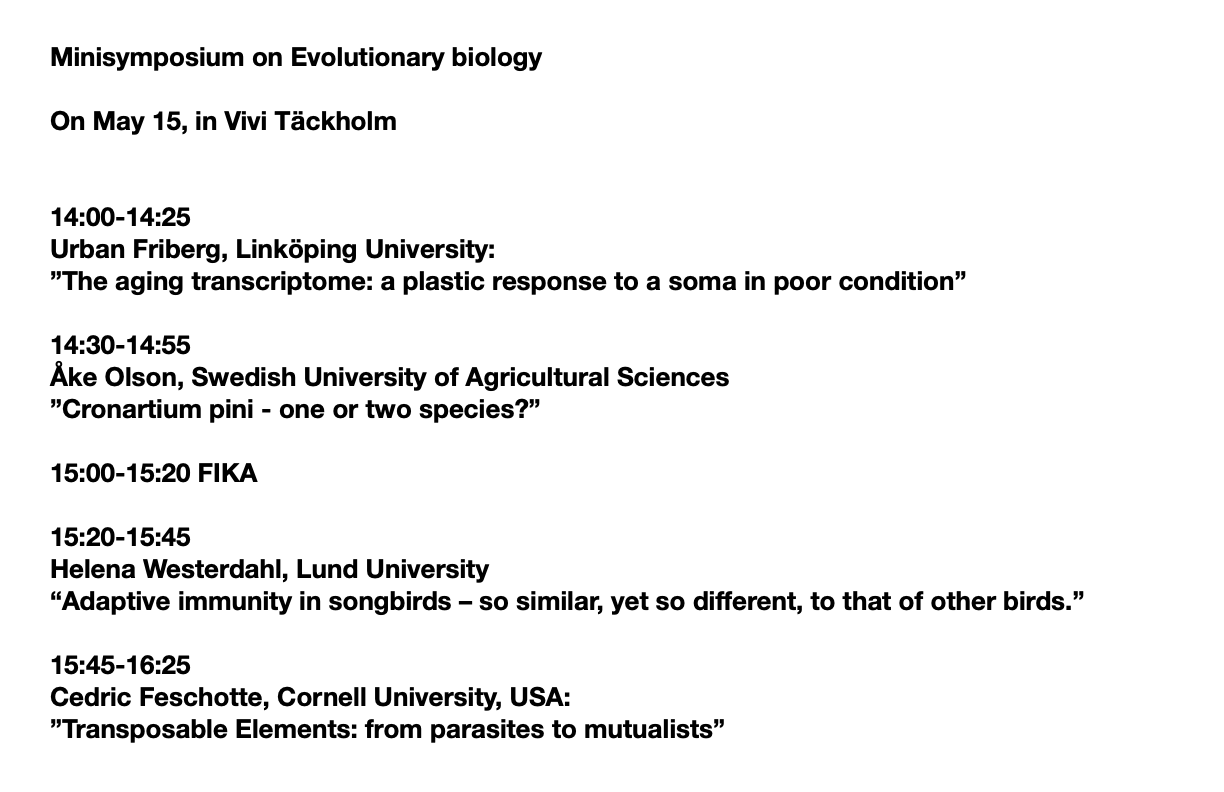 Minisymposium on Evolutionary biology
On May 15, in Vivi Täckholm
14:00-14:25
Urban Friberg, Linköping University:
”The aging transcriptome: a plastic response to a soma in poor condition”
14:30-14:55
Åke Olson, Swedish University of Agricultural Sciences
”Cronartium pini - one or two species?”
15:00-15:20 FIKA
15:20-15:45
Helena Westerdahl, Lund University
“Adaptive immunity in songbirds – so similar, yet so different, to that of other birds.”
15:45-16:25
Cedric Feschotte, Cornell University, USA:
”Transposable Elements: from parasites to mutualists”